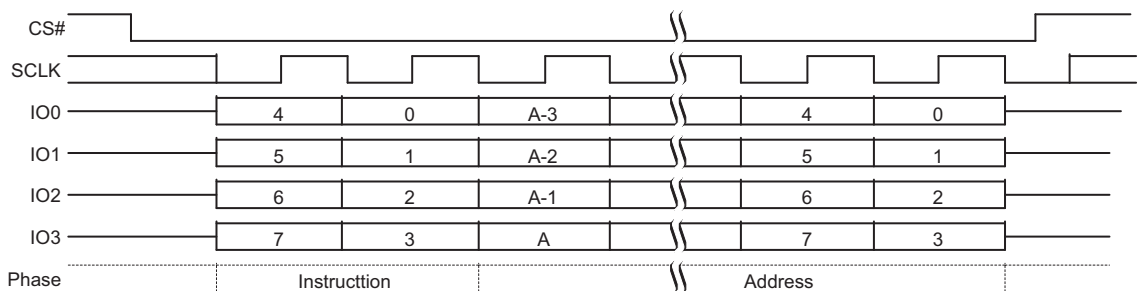 CS#
SCLK
IO0 4 0 A-3 4 0
IO1 5 1 A-2 5 1
IO2 6 2 A-1 6 2
IO3 7 3 A 7 3
Phase Instructtion Address